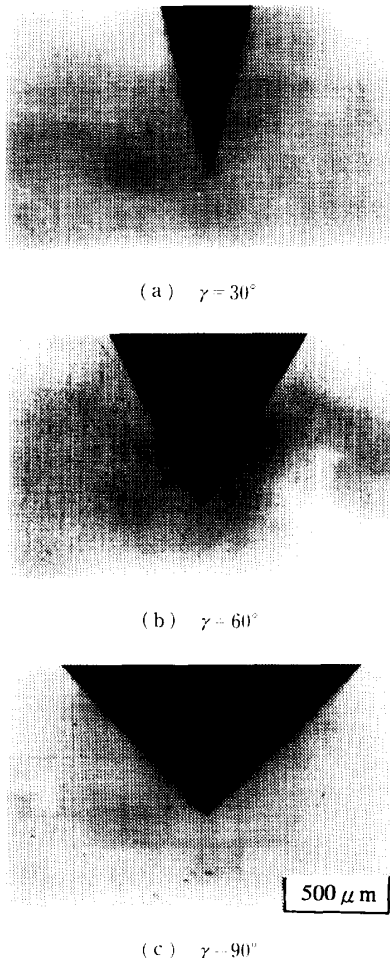 (a) γ = 30°
(b) γ = 60°
500 μm
(c) γ = 90°